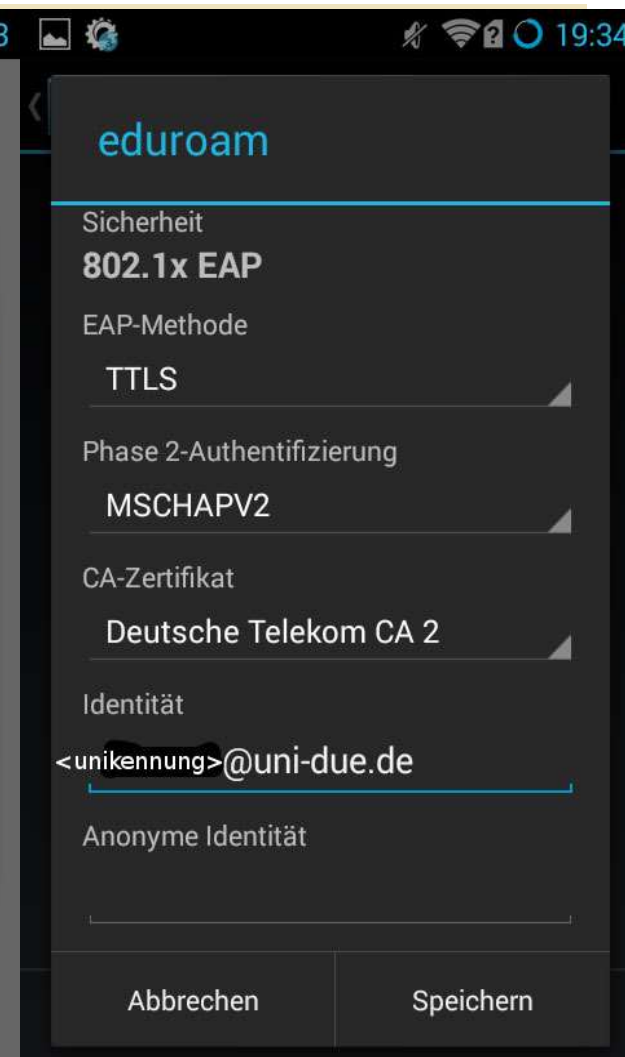 3
19:34
eduroam
Sicherheit
802.1x EAP
EAP-Methode
TTLS
Phase 2-Authentifizierung
MSCHAPV2
CA-Zertifikat
Deutsche Telekom CA 2
Identität
<unikennung>@uni-due.de
Anonyme Identität
Abbrechen
Speichern